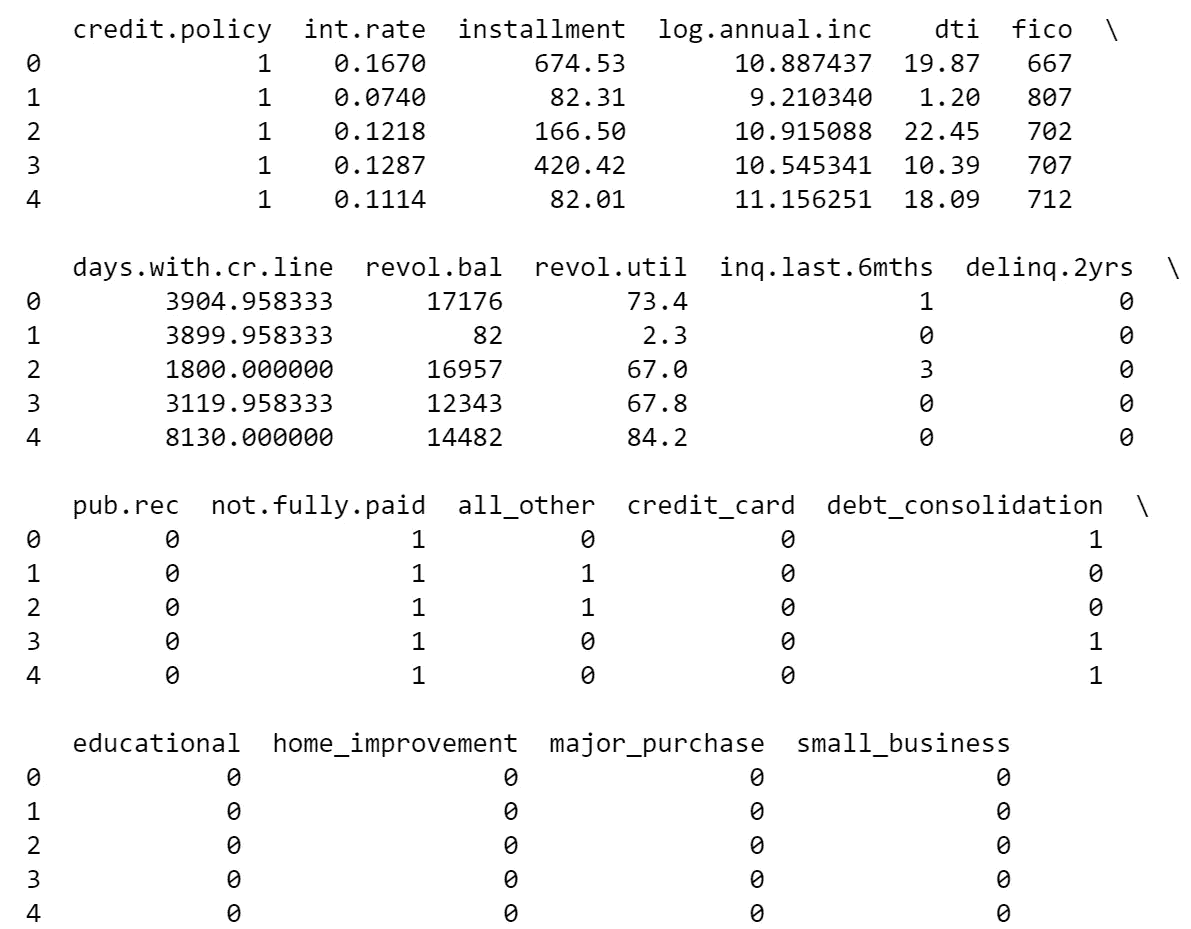 credit.policy int.rate installment log.annual.inc dti fico \
0 1 0.1670 674.53 10.887437 19.87 667
1 1 0.0740 82.31 9.210340 1.20 807
2 1 0.1218 166.50 10.915088 22.45 702
3 1 0.1287 420.42 10.545341 10.39 707
4 1 0.1114 82.01 11.156251 18.09 712
days.with.cr.line revol.bal revol.util inq.last.6mths delinq.2yrs \
0 3904.958333 17176 73.4 1 0
1 3899.958333 82 2.3 0 0
2 1800.000000 16957 67.0 3 0
3 3119.958333 12343 67.8 0 0
4 8130.000000 14482 84.2 0 0
pub.rec not.fully.paid all_other credit_card debt_consolidation \
0 0 1 0 0 1
1 0 1 1 0 0
2 0 1 1 0 0
3 0 1 0 0 1
4 0 1 0 0 1
educational home_improvement major_purchase small_business
0 0 0 0 0
1 0 0 0 0
2 0 0 0 0
3 0 0 0 0
4 0 0 0 0